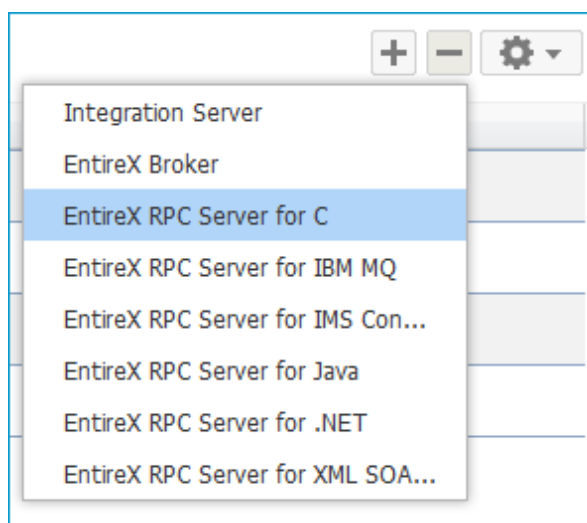 Integration Server
EntireX Broker
EntireX RPC Server for C
EntireX RPC Server for IBM MQ
EntireX RPC Server for IMS Con...
EntireX RPC Server for Java
EntireX RPC Server for .NET
EntireX RPC Server for XML SOA...